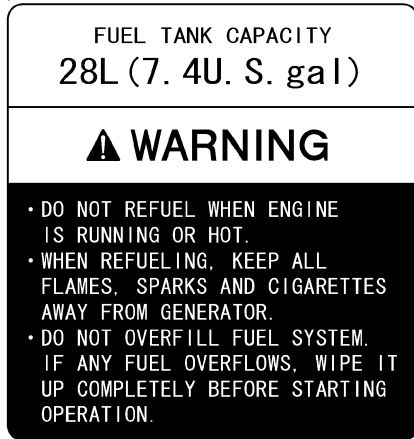 FUEL TANK CAPACITY
28L(7.4U.S.gal)
WARNING
・DO NOT REFUEL WHEN ENGINE
IS RUNNING OR HOT.
・WHEN REFUELING, KEEP ALL
FLAMES, SPARKS AND CIGARETTES
AWAY FROM GENERATOR.
・DO NOT OVERFILL FUEL SYSTEM.
IF ANY FUEL OVERFLOWS, WIPE IT
UP COMPLETELY BEFORE STARTING
OPERATION.